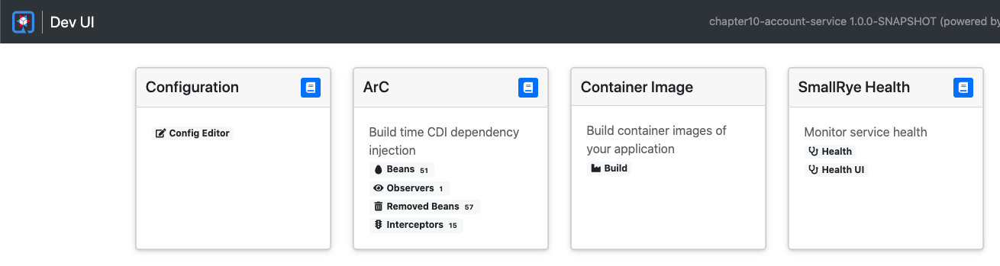 Dev UI
chapter10-account-service 1.0.0-SNAPSHOT (powered by
Configuration
Config Editor
ArC
Build time CDI dependency
injection
Beans 51
Observers 1
Removed Beans 57
Interceptors 15
Container Image
Build container images of
your application
Build
SmallRye Health
Monitor service health
Health
Health UI